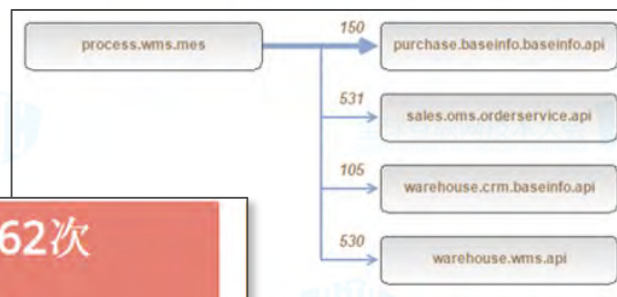 process.wms.mes
150
purchase.baseinfo.baseinfo.api
531
sales.oms.orderservice.api
105
warehouse.crm.baseinfo.api
530
warehouse.wms.api
62次